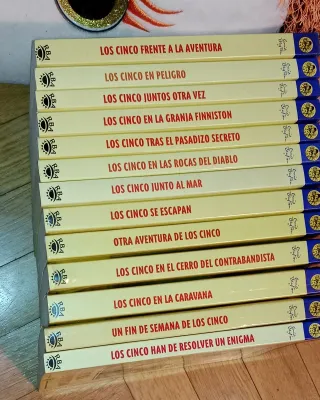 LOS CINCO FRENTE A LA AVENTURA
LOS CINCO EN PELIGRO
LOS CINCO JUNTOS OTRA VEZ
LOS CINCO EN LA GRANJA FINNISTON
LOS CINCO TRAS EL PASADIZO SECRETO
LOS CINCO EN LAS ROCAS DEL DIABLO
LOS CINCO JUNTO AL MAR
LOS CINCO SE ESCAPAN
OTRA AVENTURA DE LOS CINCO
LOS CINCO EN EL CERRO DEL CONTRABANDISTA
LOS CINCO EN LA CARAVANA
UN FIN DE SEMANA DE LOS CINCO
LOS CINCO HAN DE RESOLVER UN ENIGMA